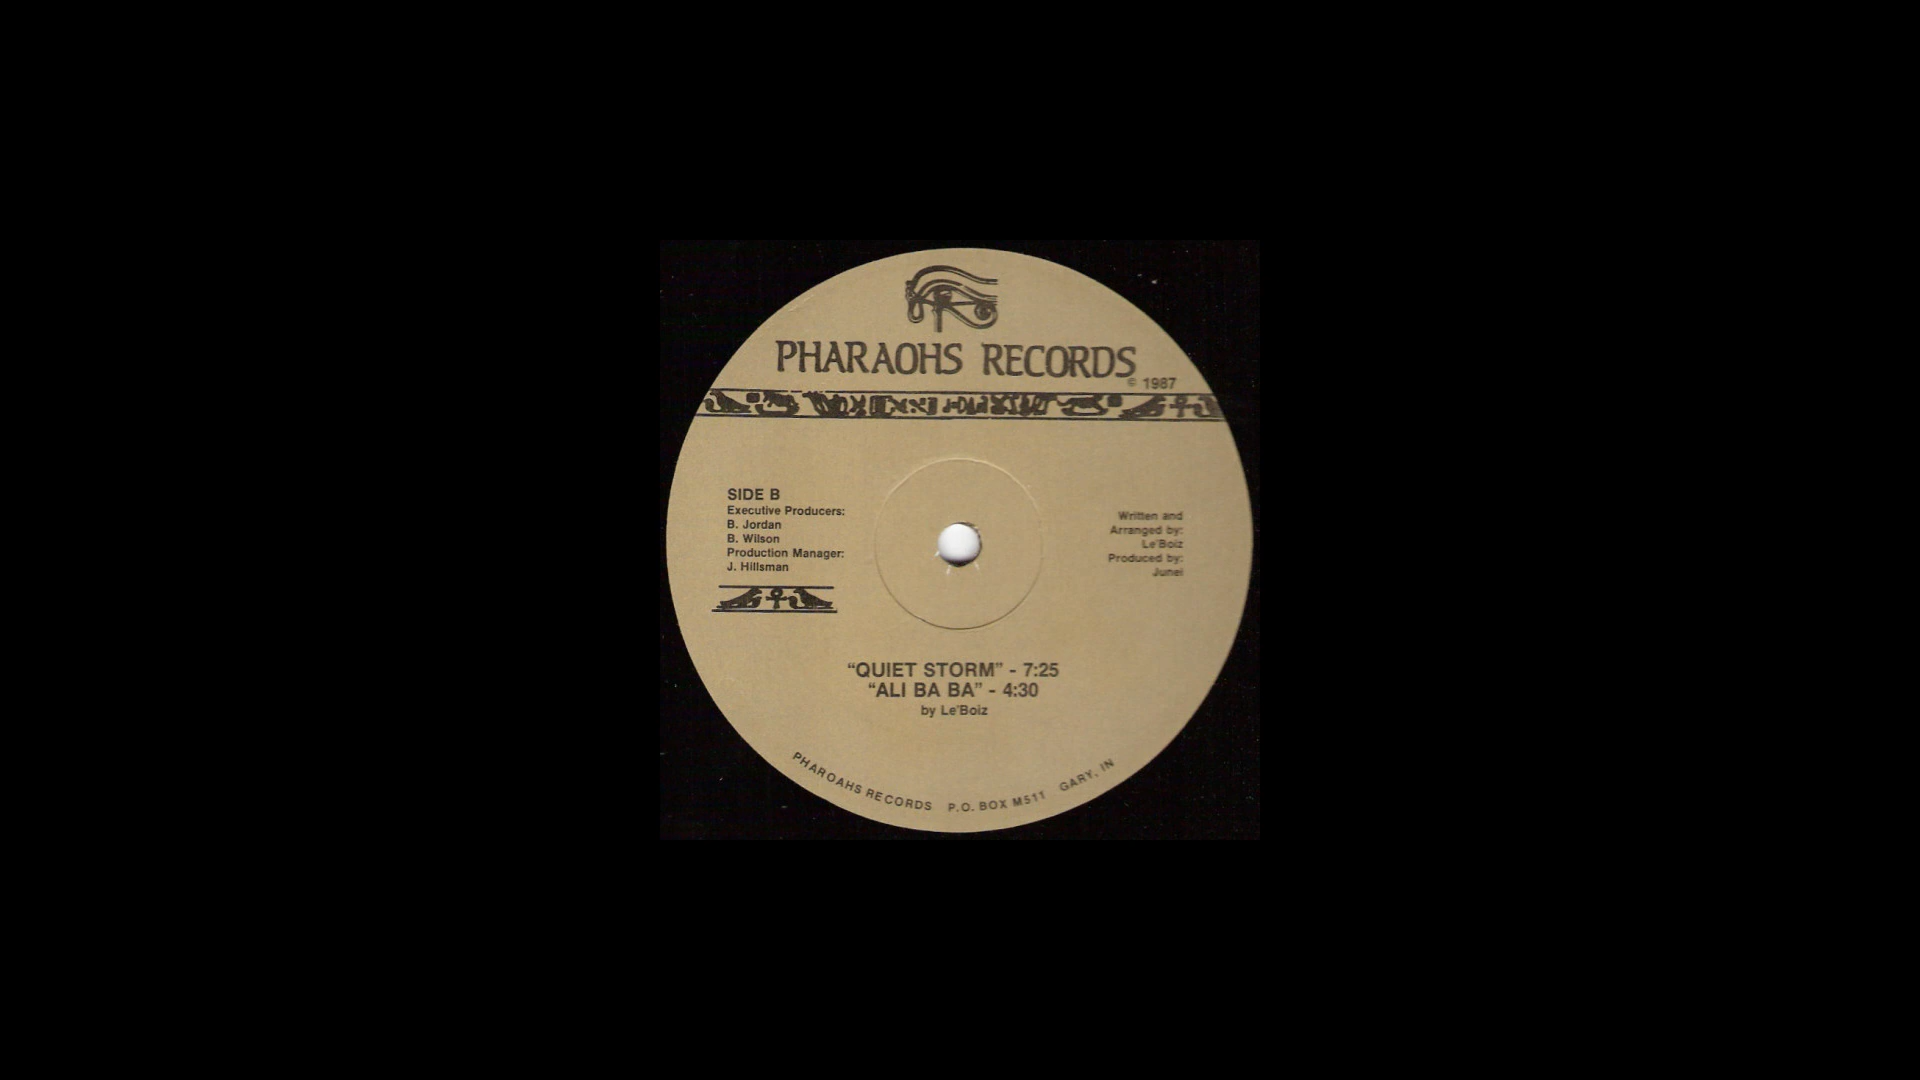 PHARAOHS RECORDS
© 1987
SIDE B
Executive Producers:
B. Jordan
B. Wilson
Production Manager:
J. Hillsman
Written and
Arranged by:
Le'Boiz
Produced by:
Junei
“QUIET STORM” - 7:25
“ALI BA BA” - 4:30
by Le'Boiz
PHAROAHS RECORDS P.O. BOX M511 GARY, IN